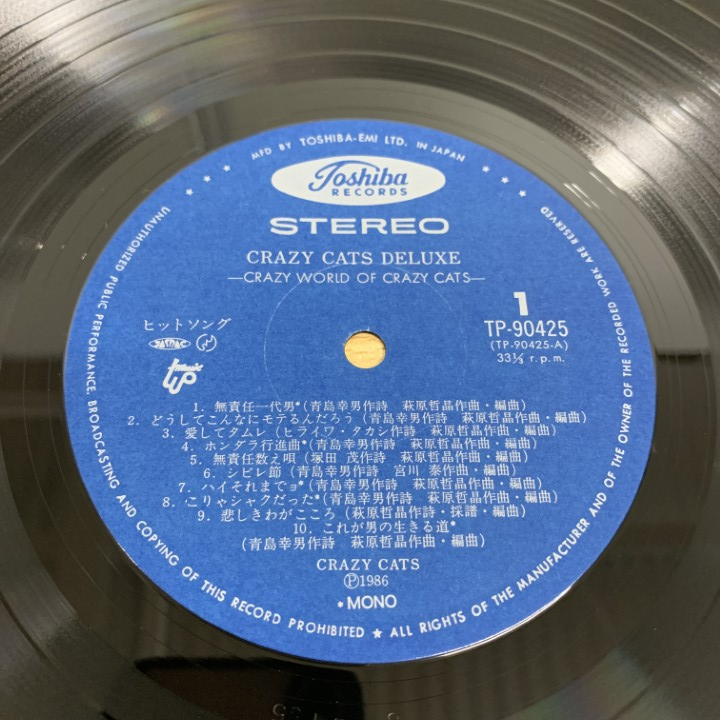 MFD BY TOSHIBA-EMI LTD. IN JAPAN
Toshiba
RECORDS
STEREO
CRAZY CATS DELUXE
—CRAZY WORLD OF CRAZY CATS—
ヒットソング
JASRAC
1
TP-90425
(TP-90425-A)
33⅓ r.p.m.
1. 無責任一代男*(青島幸男作詩 萩原哲晶作曲・編曲)
2. どうしてこんなにモテるんだろう(青島幸男作詩 萩原哲晶作曲・編曲)
3. 愛してタムレ(ヒライワ・タカシ作詩 萩原哲晶作曲・編曲)
4. ホンダラ行進曲*(青島幸男作詩 萩原哲晶作曲・編曲)
5. 無責任数え唄(塚田 茂作詩 萩原哲晶作曲・編曲)
6. シビレ節(青島幸男作詩 宮川 泰作曲・編曲)
7. ハイそれまでョ*(青島幸男作詩 萩原哲晶作曲・編曲)
8. こりゃシャクだった*(青島幸男作詩 萩原哲晶作曲・編曲)
9. 悲しきわがこころ(萩原哲晶作詩・採譜・編曲)
10. これが男の生きる道*
(青島幸男作詩 萩原哲晶作曲・編曲)
CRAZY CATS
Ⓟ1986
*MONO
UNAUTHORIZED PUBLIC PERFORMANCE, BROADCASTING AND COPYING OF THIS RECORD PROHIBITED ★ ALL RIGHTS OF THE MANUFACTURER AND OF THE OWNER OF THE RECORDED WORK ARE RESERVED